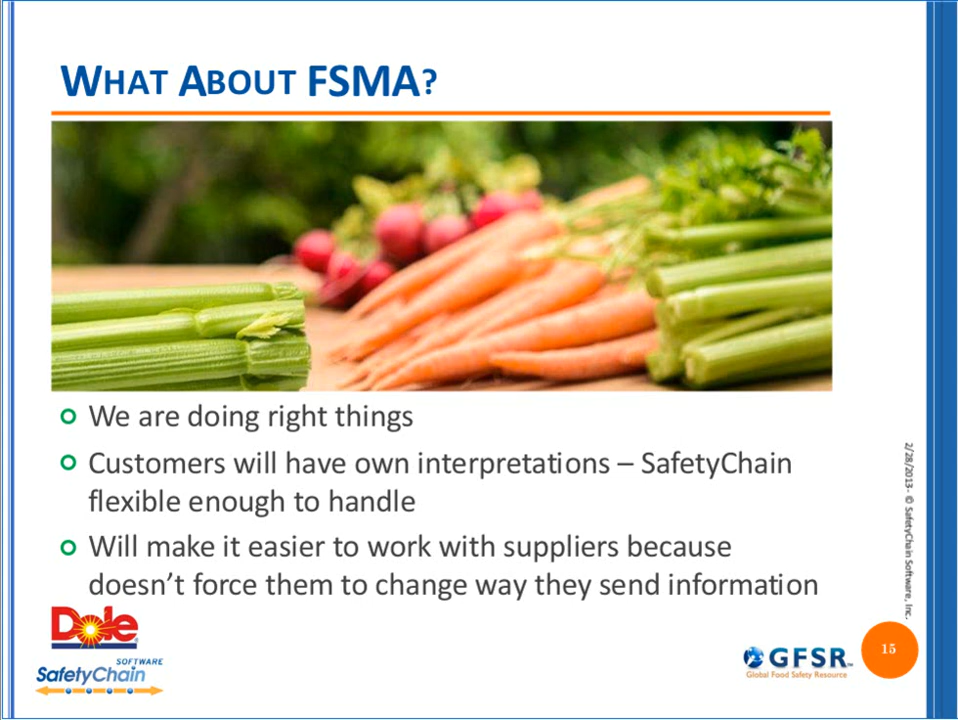 WHAT ABOUT FSMA?
We are doing right things
Customers will have own interpretations – SafetyChain
flexible enough to handle
Will make it easier to work with suppliers because
doesn't force them to change way they send information
2/28/2013- © SafetyChain Software, Inc.
Dole
SOFTWARE
SafetyChain
GFSR™
Global Food Safety Resource
15